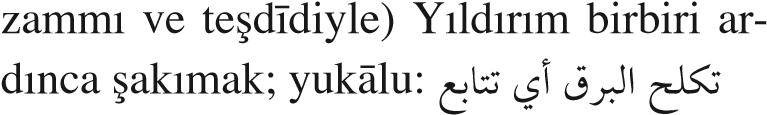 zammı ve teşdīdiyle) Yıldırım birbiri ar-
dınca şakımak; yukālu: تكلح البرق أي تتابع